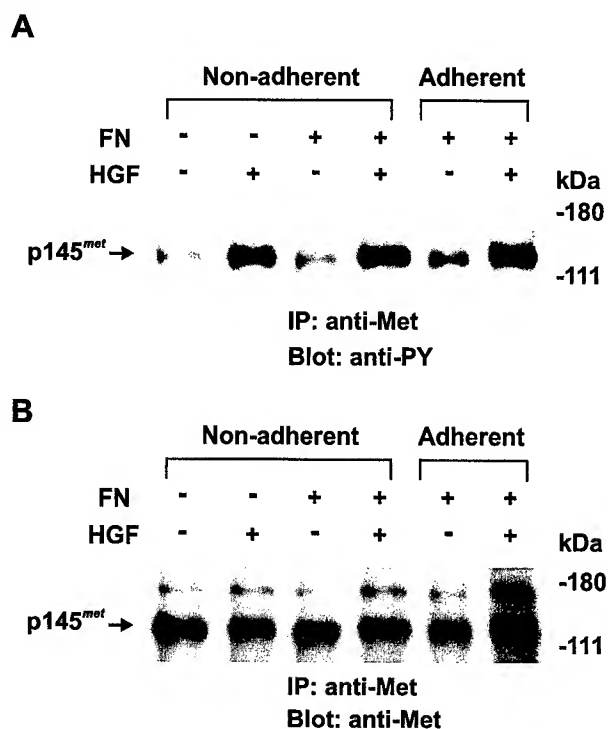 A
Non-adherent Adherent
FN - - + + + +
HGF - + - + - + kDa
-180
p145met →
-111
IP: anti-Met
Blot: anti-PY
B
Non-adherent Adherent
FN - - + + + +
HGF - + - + - + kDa
-180
p145met →
-111
IP: anti-Met
Blot: anti-Met